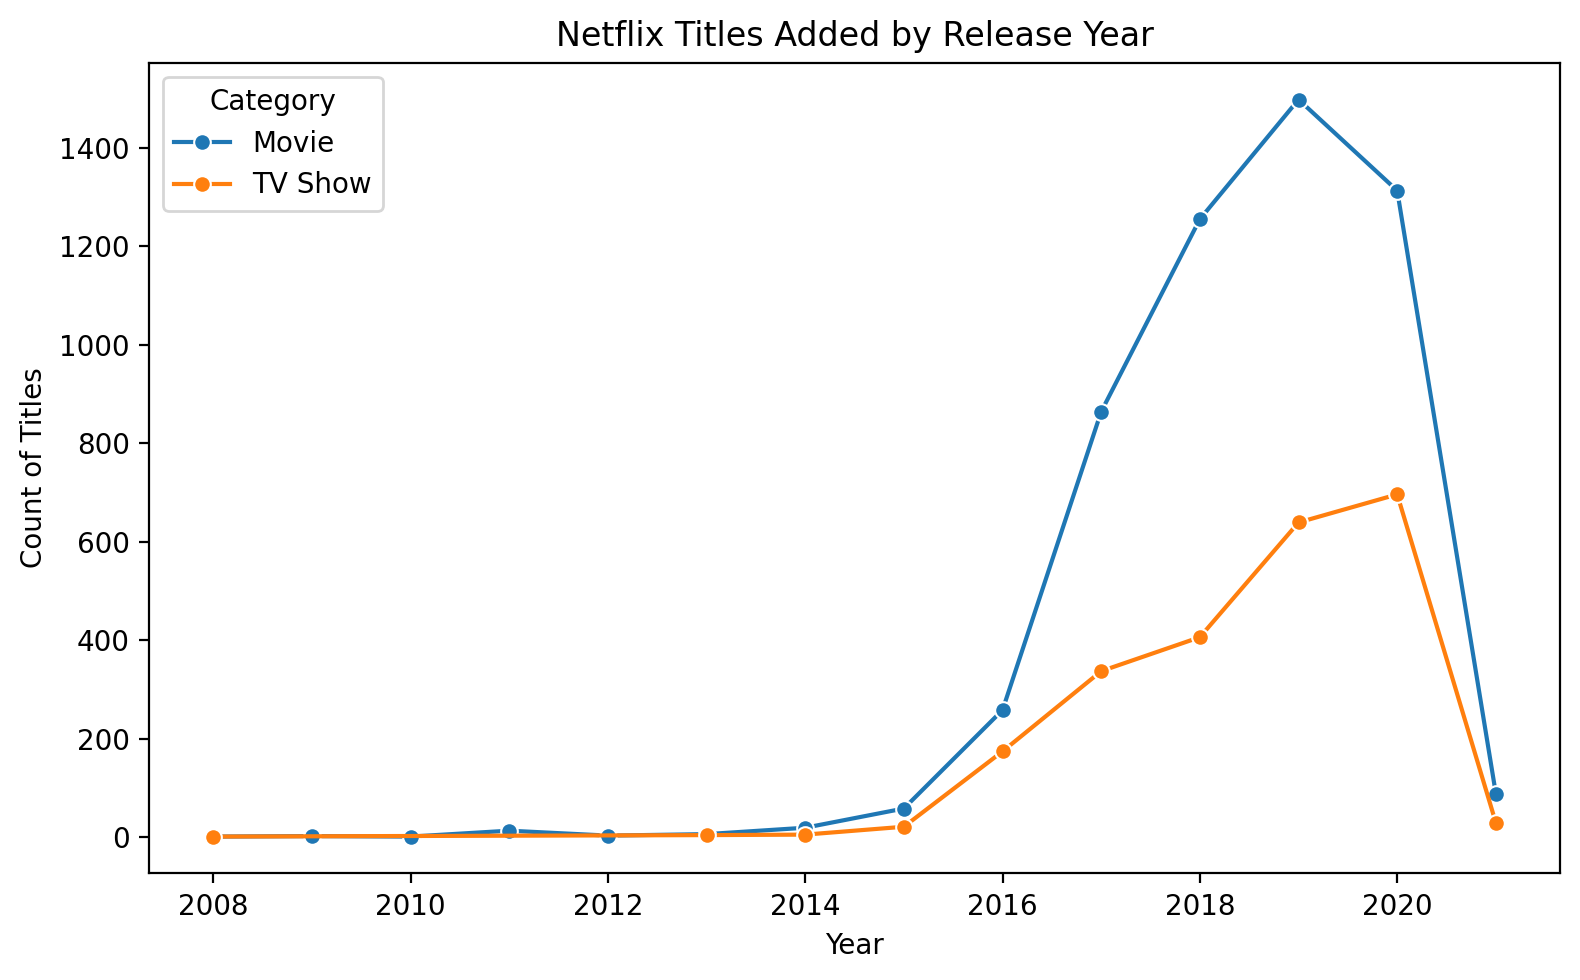 Netflix Titles Added by Release Year
Category
Movie
TV Show
1400
1200
1000
800
600
400
200
0
Count of Titles
2008 2010 2012 2014 2016 2018 2020
Year